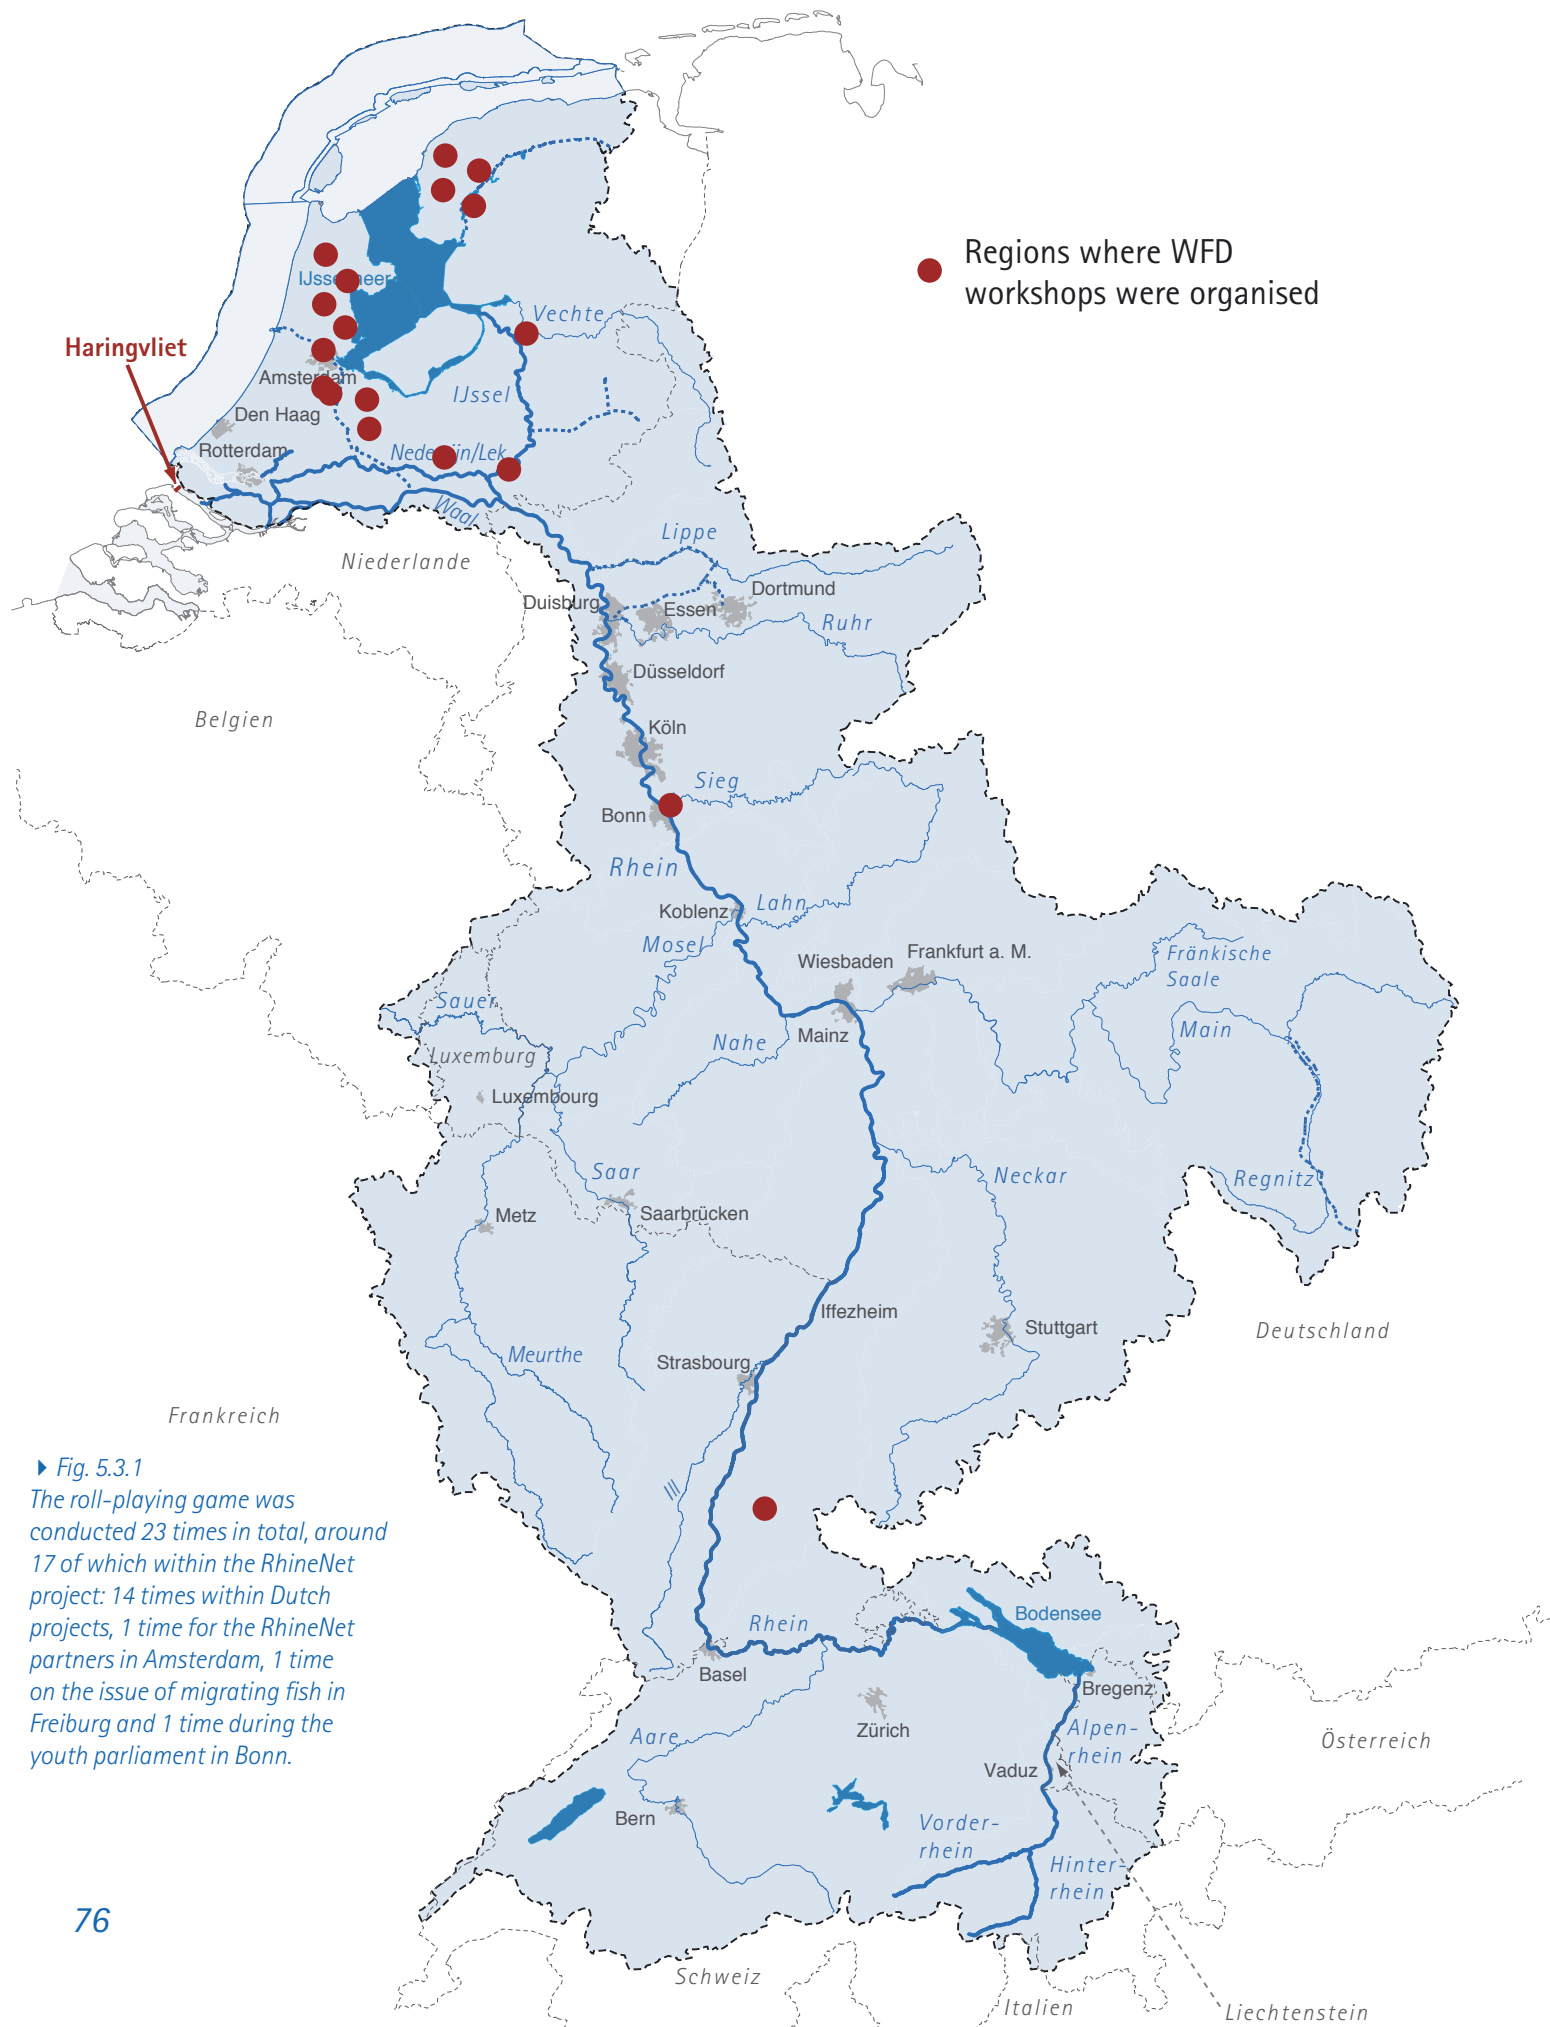 Regions where WFD
workshops were organised
Haringvliet
IJsselmeer
Vechte
Amsterdam
IJssel
Den Haag
Rotterdam
Nederrijn/Lek
Waal
Niederlande
Lippe
Duisburg
Essen
Dortmund
Ruhr
Düsseldorf
Belgien
Köln
Sieg
Bonn
Rhein
Koblenz
Lahn
Mosel
Wiesbaden
Frankfurt a. M.
Fränkische
Saale
Sauer
Main
Mainz
Nahe
Luxemburg
Luxembourg
Saar
Neckar
Regnitz
Metz
Saarbrücken
Iffezheim
Stuttgart
Deutschland
Meurthe
Strasbourg
Frankreich
Fig. 5.3.1
The roll-playing game was
conducted 23 times in total, around
17 of which within the RhineNet
project: 14 times within Dutch
projects, 1 time for the RhineNet
partners in Amsterdam, 1 time
on the issue of migrating fish in
Freiburg and 1 time during the
youth parliament in Bonn.
Ill
Rhein
Bodensee
Basel
Bregenz
Zürich
Aare
Alpen-
rhein
Österreich
Vaduz
Bern
Vorder-
rhein
Hinter-
rhein
76
Schweiz
Italien
Liechtenstein